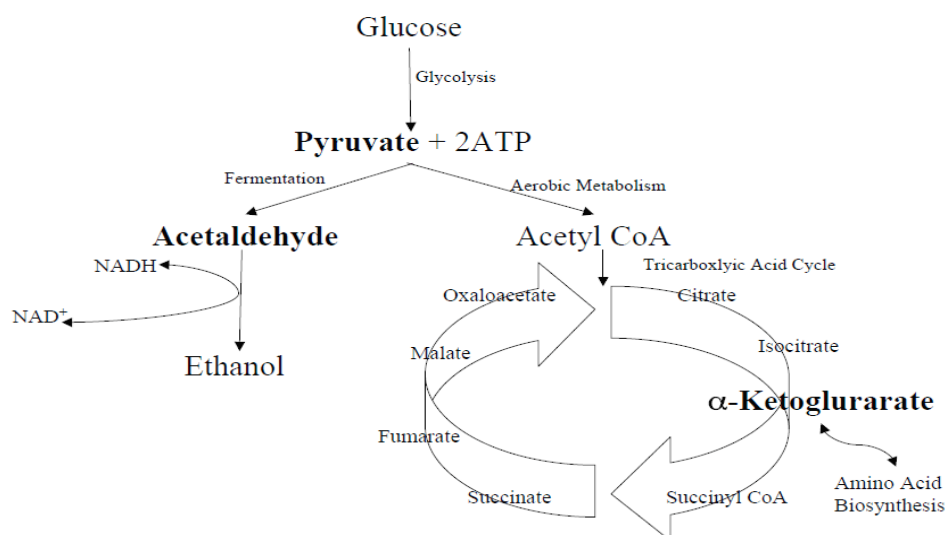 Glucose
Glycolysis
Pyruvate + 2ATP
Fermentation
Aerobic Metabolism
Acetaldehyde
Acetyl CoA
NADH
Tricarboxlyic Acid Cycle
Oxaloacetate
Citrate
NAD+
Isocitrate
Malate
Ethanol
α-Ketoglurarate
Fumarate
Succinate
Succinyl CoA
Amino Acid
Biosynthesis